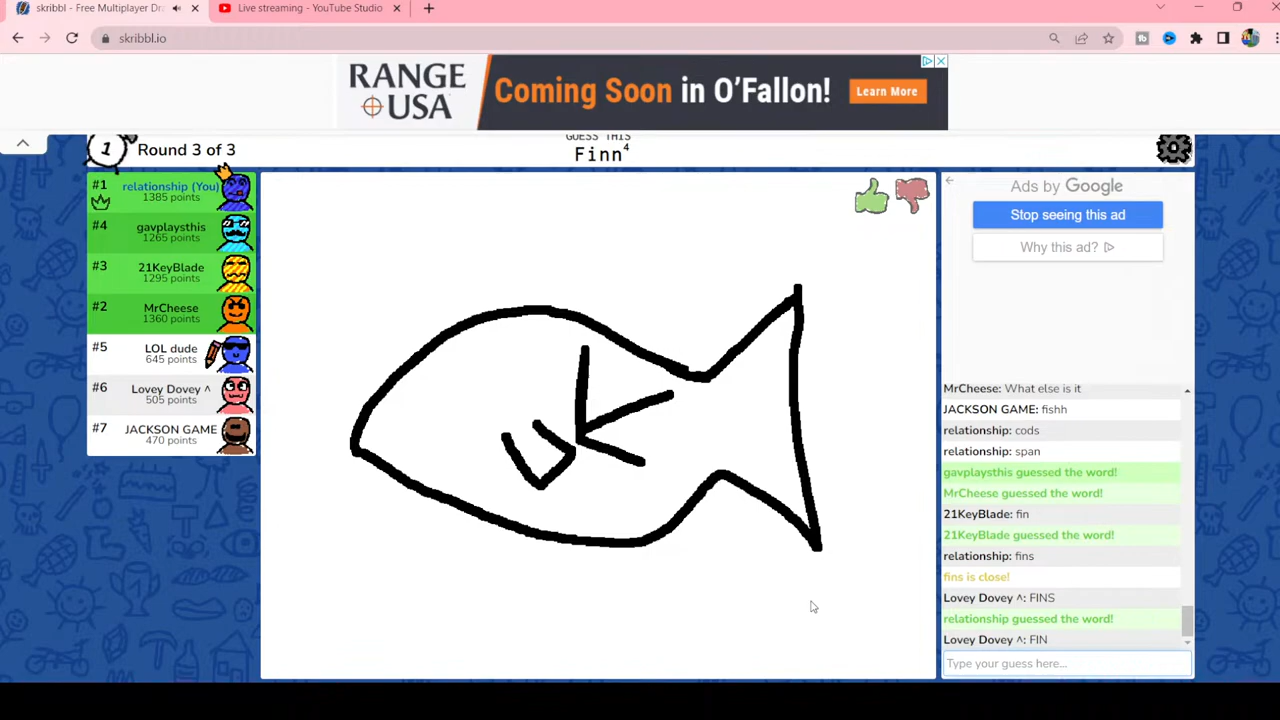 skribbl - Free Multiplayer Dra
Live streaming - YouTube Studio
skribbl.io
RANGE
USA
Coming Soon in O'Fallon!
Learn More
1
Round 3 of 3
GUESS THIS
Finn4
#1
relationship (You)
1385 points
#4
gavplaysthis
1265 points
#3
21KeyBlade
1295 points
#2
MrCheese
1360 points
#5
LOL dude
645 points
#6
Lovey Dovey ^
505 points
#7
JACKSON GAME
470 points
Ads by Google
Stop seeing this ad
Why this ad?
MrCheese: What else is it
JACKSON GAME: fishh
relationship: cods
relationship: span
gavplaysthis guessed the word!
MrCheese guessed the word!
21KeyBlade: fin
21KeyBlade guessed the word!
relationship: fins
fins is close!
Lovey Dovey ^: FINS
relationship guessed the word!
Lovey Dovey ^: FIN
Type your guess here...